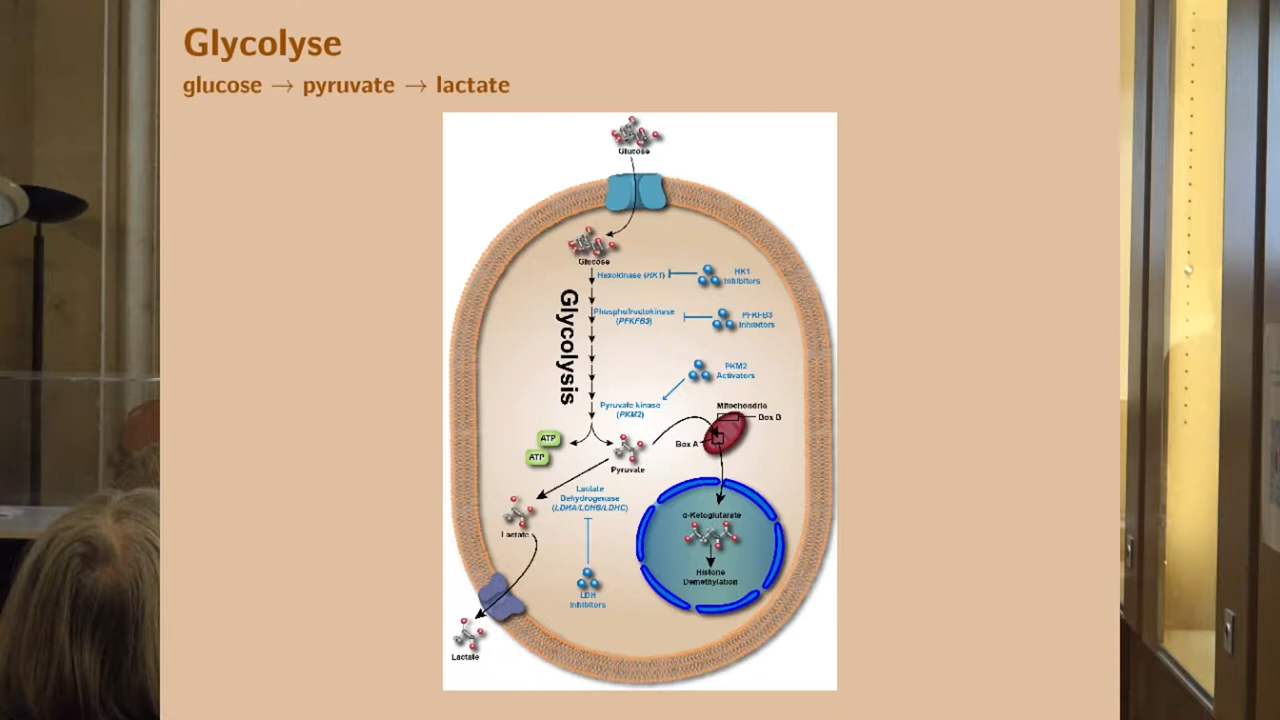 Glycolyse
glucose → pyruvate → lactate
Glucose
Glucose
Hexokinase (HK1)
HK1
Inhibitors
Glycolysis
Phosphofructokinase
(PFKFB3)
PFKFB3
Inhibitors
PKM2
Activators
Pyruvate kinase
(PKM2)
Mitochondria
Box B
Box A
ATP
ATP
Pyruvate
Lactate
Dehydrogenase
(LDHA/LDHB/LDHC)
Lactate
α-Ketoglutarate
Histone
Demethylation
LDH
Inhibitors
Lactate